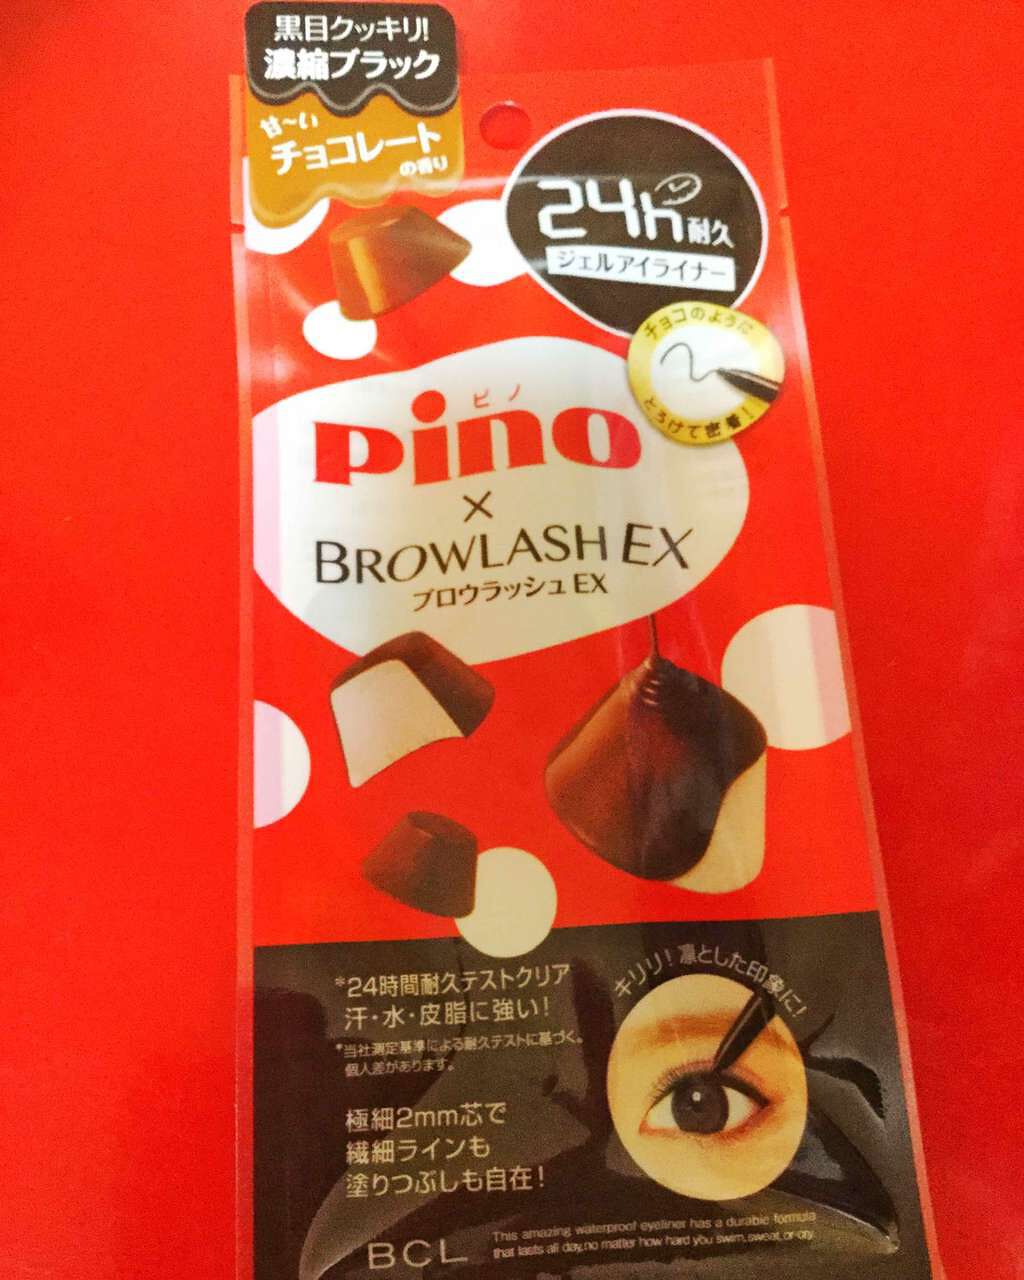 黒目クッキリ!
濃縮ブラック
甘〜い
チョコレート
の香り
24h耐久
ジェルアイライナー
チョコのように
とろけて密着!
ピノ
pino
×
BROWLASH EX
ブロウラッシュ EX
*24時間耐久テストクリア
汗・水・皮脂に強い!
*当社測定基準による耐久テストに基づく。
個人差があります。
キリリ!凛とした印象に!
極細2mm芯で
繊細ラインも
塗りつぶしも自在!
BCL
This amazing waterproof eyeliner has a durable formula
that lasts all day,no matter how hard you swim,sweat,or cry.